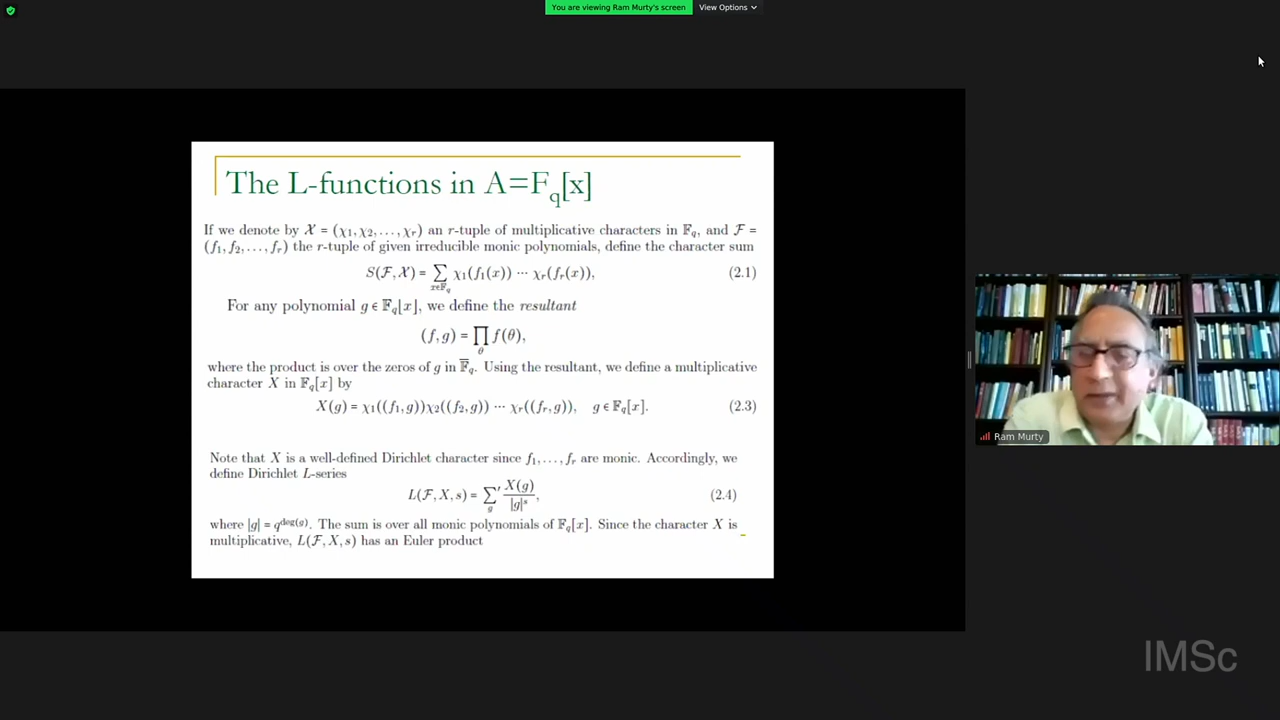 You are viewing Ram Murty's screen
View Options
The L-functions in A=F_q[x]
If we denote by 𝒳 = (χ₁, χ₂, …, χᵣ) an r-tuple of multiplicative characters in 𝔽_q, and ℱ =
(f₁, f₂, …, fᵣ) the r-tuple of given irreducible monic polynomials, define the character sum
S(ℱ, 𝒳) = ∑_{x∈𝔽_q} χ₁(f₁(x)) ⋯ χᵣ(fᵣ(x)), (2.1)
For any polynomial g ∈ 𝔽_q[x], we define the resultant
(f, g) = ∏_θ f(θ),
where the product is over the zeros of g in 𝔽̅_q. Using the resultant, we define a multiplicative
character X in 𝔽_q[x] by
X(g) = χ₁((f₁, g))χ₂((f₂, g)) ⋯ χᵣ((fᵣ, g)), g ∈ 𝔽_q[x]. (2.3)
Note that X is a well-defined Dirichlet character since f₁, …, fᵣ are monic. Accordingly, we
define Dirichlet L-series
L(ℱ, X, s) = ∑′_g X(g)/|g|^s, (2.4)
where |g| = q^{deg(g)}. The sum is over all monic polynomials of 𝔽_q[x]. Since the character X is
multiplicative, L(ℱ, X, s) has an Euler product
Ram Murty
IMSc